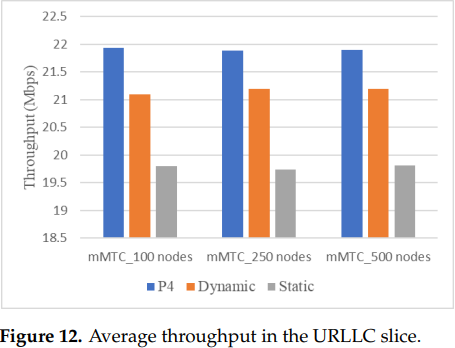 22.5
22
21.5
21
20.5
20
19.5
19
18.5
Throughput (Mbps)
mMTC_100 nodes mMTC_250 nodes mMTC_500 nodes
P4 Dynamic Static
Figure 12. Average throughput in the URLLC slice.